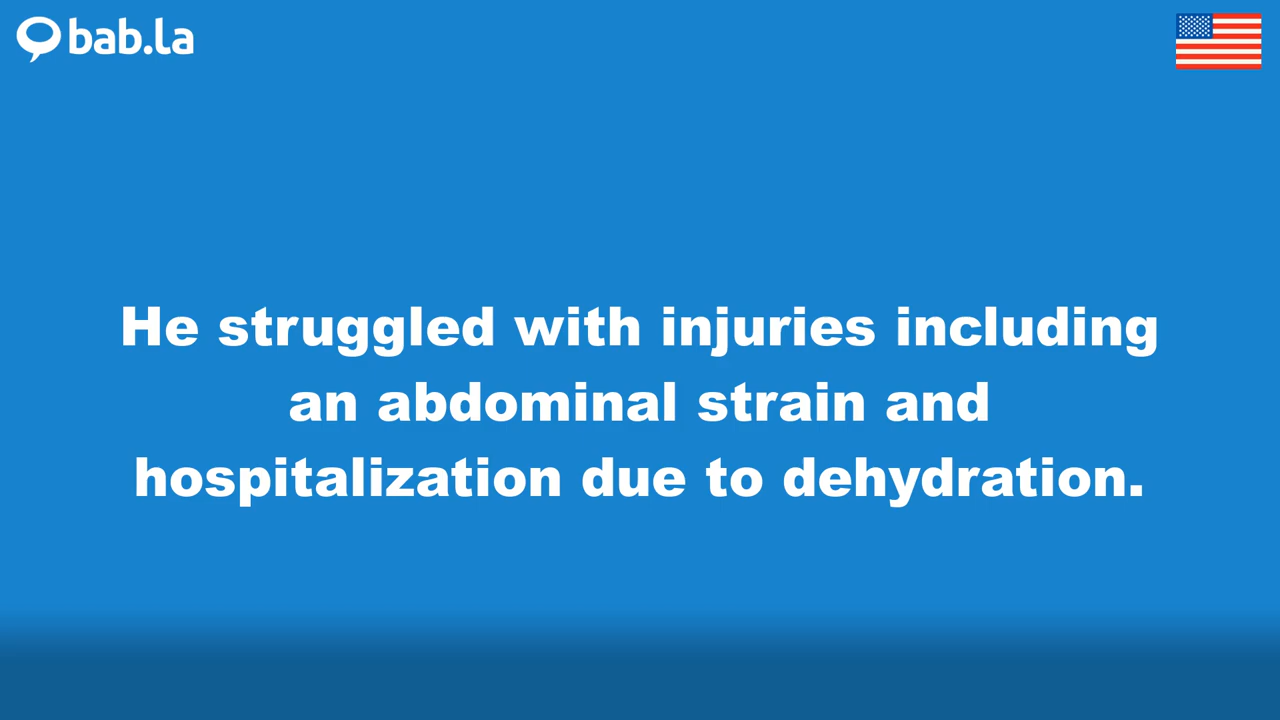 bab.la
He struggled with injuries including
an abdominal strain and
hospitalization due to dehydration.